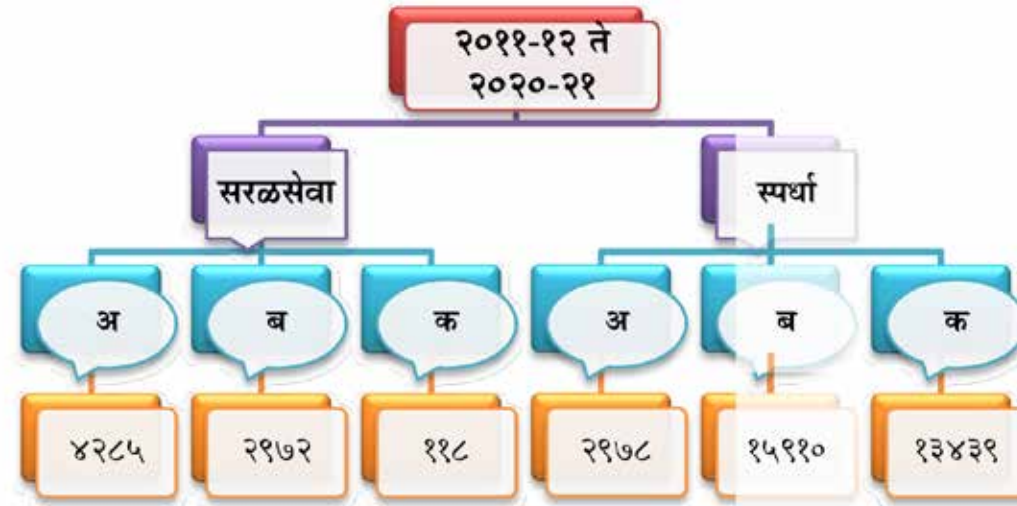 २०११-१२ ते
२०२०-२१
सरळसेवा
स्पर्धा
अ
ब
क
अ
ब
क
४२८५
२९७२
११८
२९७८
१५९१०
१३४३९